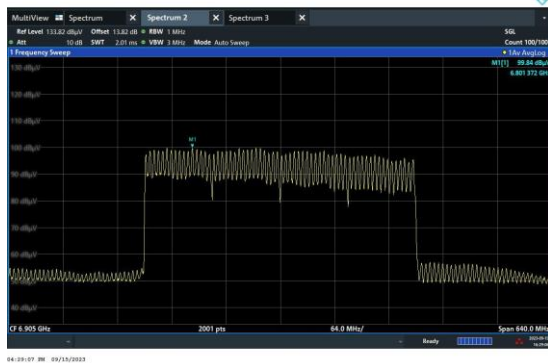 MultiView Spectrum X Spectrum 2 X Spectrum 3 X
Ref Level 133.82 dBµV Offset 13.82 dB RBW 1 MHz SGL
Att 10 dB SWT 2.01 ms VBW 3 MHz Mode Auto Sweep Count 100/100
1 Frequency Sweep 1Av AvgLog
M1[1] 99.84 dBµV
6.801 372 GHz
130 dBµV
120 dBµV
110 dBµV
M1
100 dBµV
90 dBµV
80 dBµV
70 dBµV
60 dBµV
50 dBµV
40 dBµV
CF 6.905 GHz 2001 pts 64.0 MHz/ Span 640.0 MHz
Ready
04:29:07 PM 09/15/2023